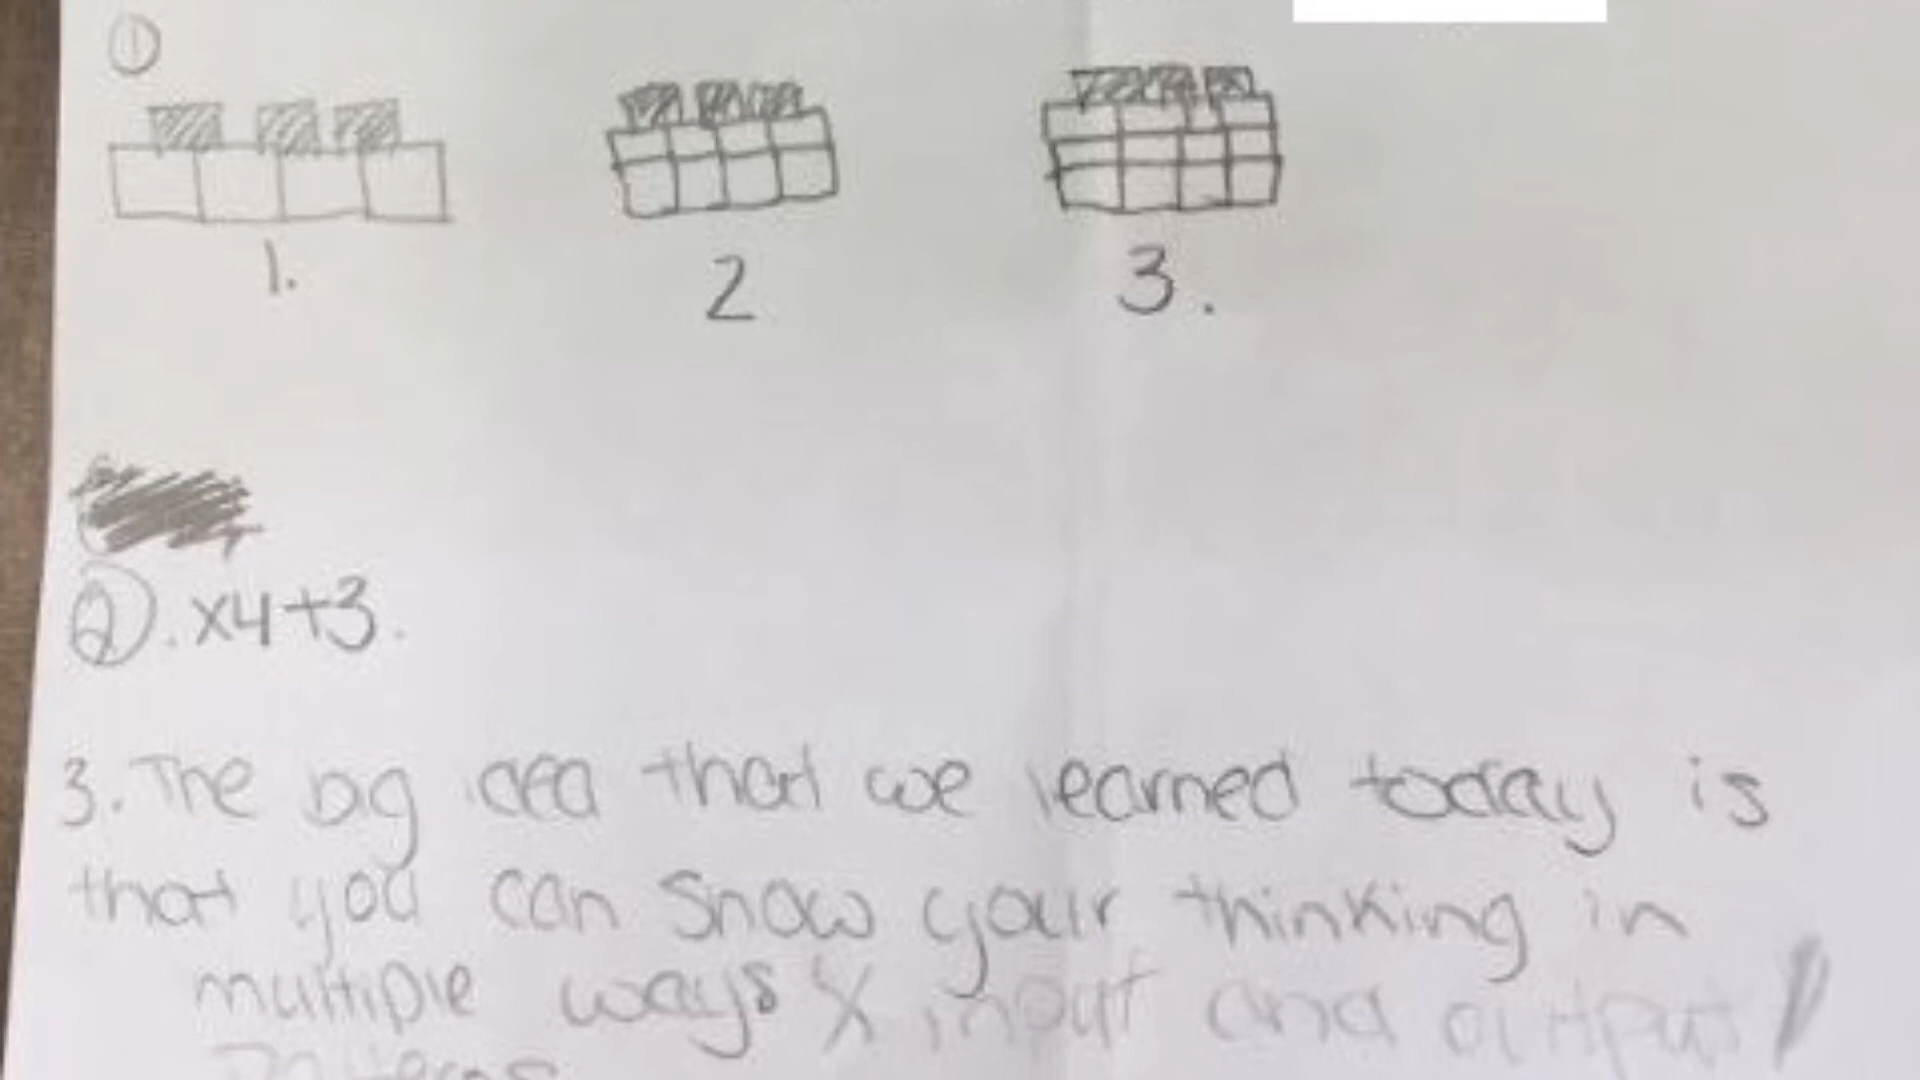 ①
1. 2 3.
②. x4+3.
3. The big idea that we learned today is
that you can show your thinking in
multiple ways X input and output /
Patterns